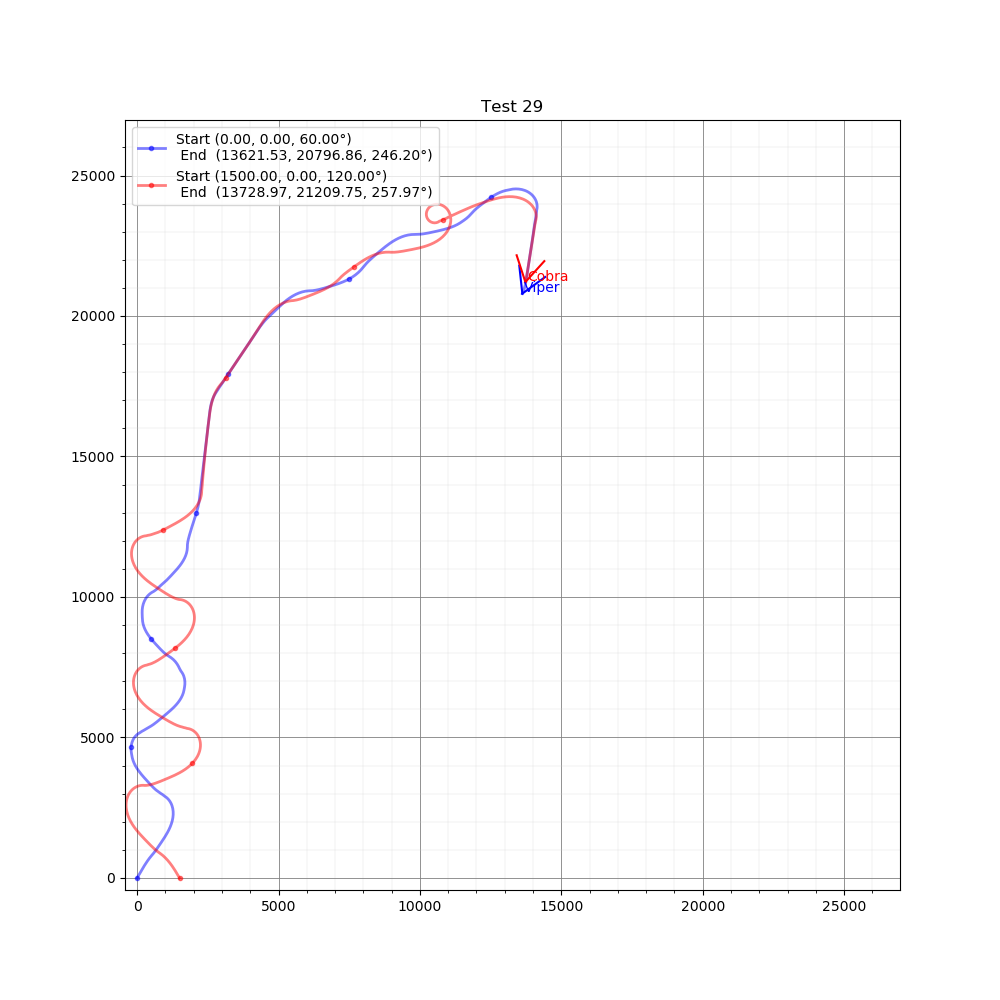 Test 29
Start (0.00, 0.00, 60.00°)
End (13621.53, 20796.86, 246.20°)
Start (1500.00, 0.00, 120.00°)
End (13728.97, 21209.75, 257.97°)
25000
20000
15000
10000
5000
0
Cobra
Viper
0 5000 10000 15000 20000 25000